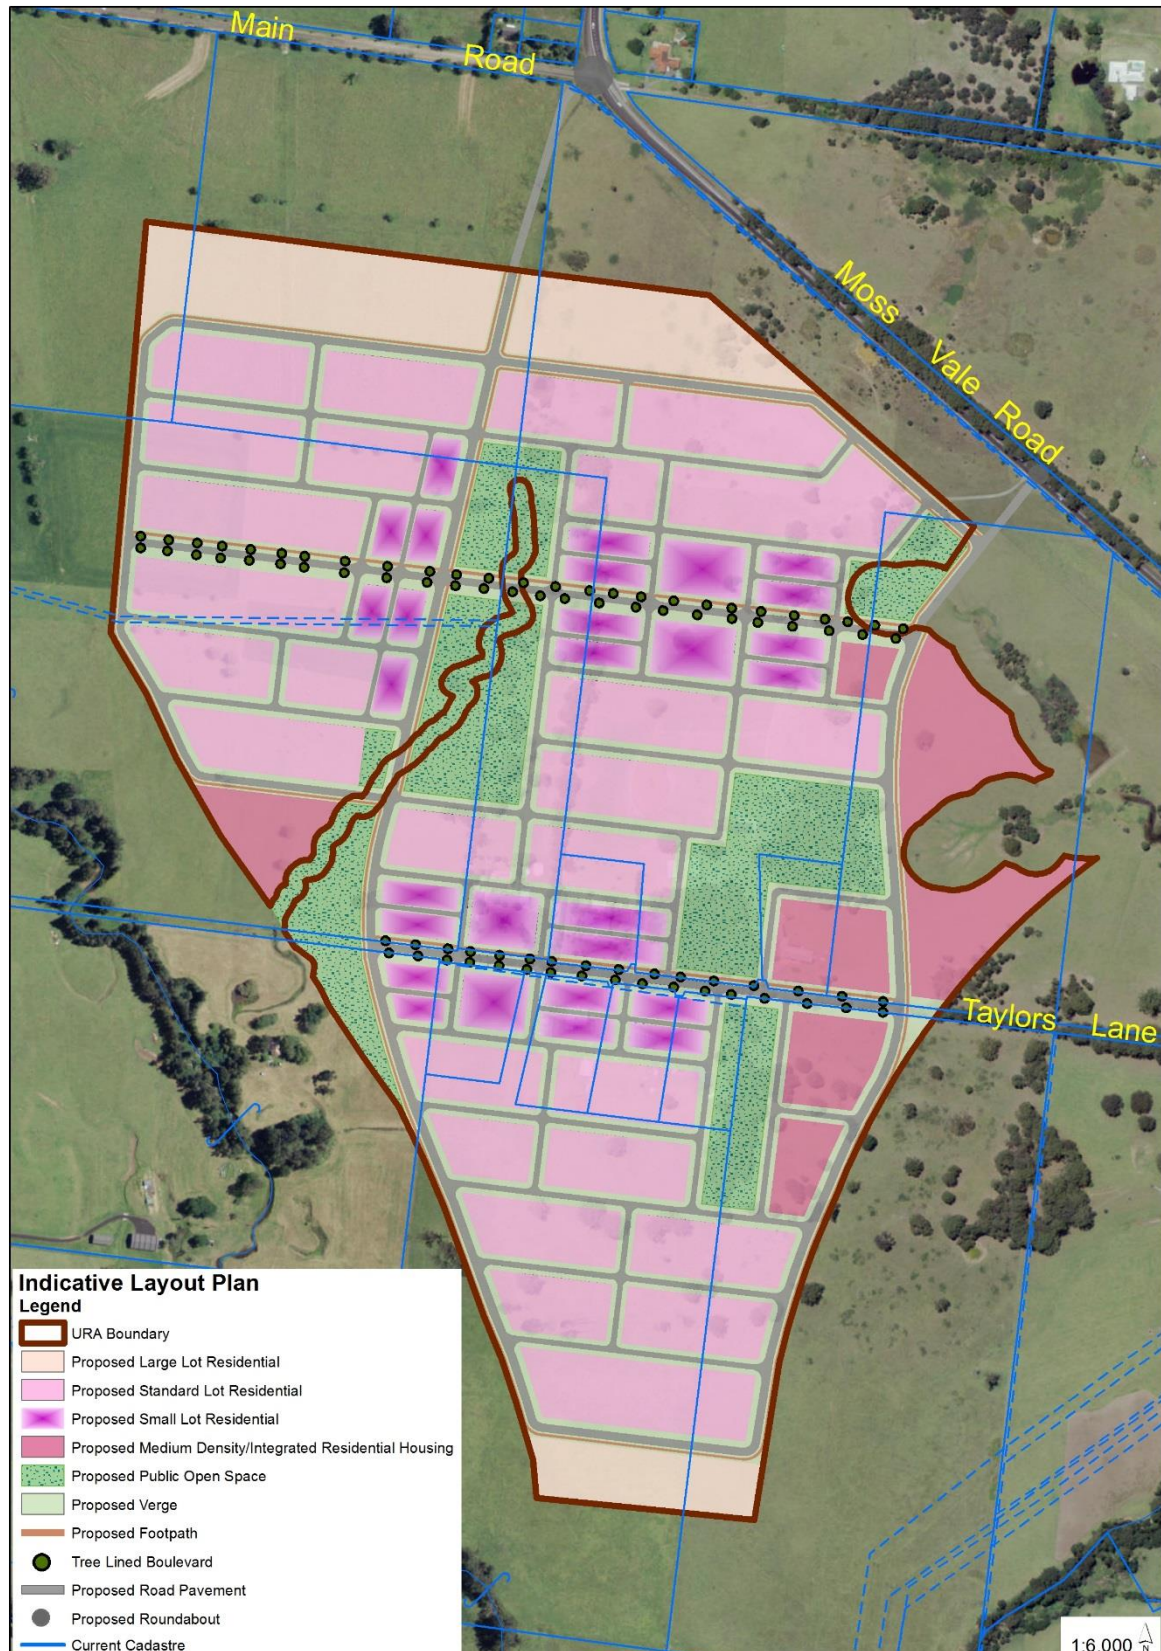 Main Road
Moss Vale Road
Taylors Lane
Indicative Layout Plan
Legend
URA Boundary
Proposed Large Lot Residential
Proposed Standard Lot Residential
Proposed Small Lot Residential
Proposed Medium Density/Integrated Residential Housing
Proposed Public Open Space
Proposed Verge
Proposed Footpath
Tree Lined Boulevard
Proposed Road Pavement
Proposed Roundabout
Current Cadastre
1:6,000
N